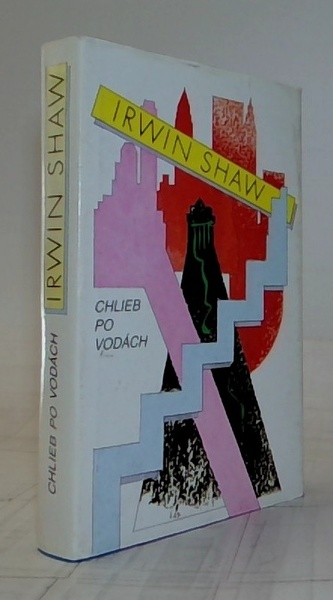 IRWIN SHAW
CHLIEB
PO
VODÁCH
CHLIEB PO VODÁCH IRWIN SHAW